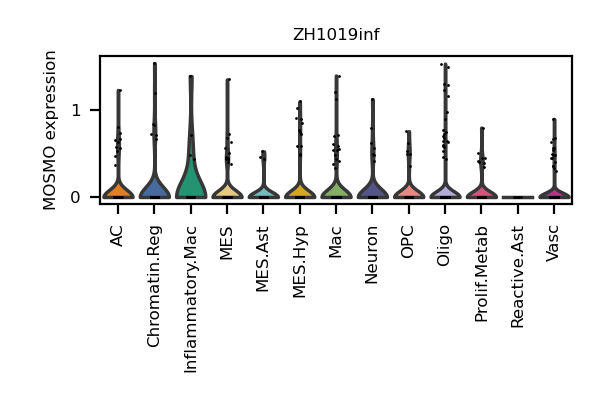 ZH1019inf
MOSMO expression
1
0
AC
Chromatin.Reg
Inflammatory.Mac
MES
MES.Ast
MES.Hyp
Mac
Neuron
OPC
Oligo
Prolif.Metab
Reactive.Ast
Vasc